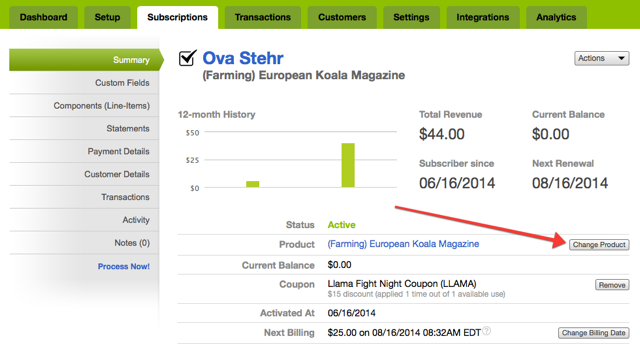 Dashboard Setup Subscriptions Transactions Customers Settings Integrations Analytics
Summary
Custom Fields
Components (Line-Items)
Statements
Payment Details
Customer Details
Transactions
Activity
Notes (0)
Process Now!
Ova Stehr
(Farming) European Koala Magazine
Actions
12-month History
$50
$25
$0
Total Revenue
$44.00
Current Balance
$0.00
Subscriber since
06/16/2014
Next Renewal
08/16/2014
Status Active
Product (Farming) European Koala Magazine Change Product
Current Balance $0.00
Coupon Llama Fight Night Coupon (LLAMA) Remove
$15 discount (applied 1 time out of 1 available use)
Activated At 06/16/2014
Next Billing $25.00 on 08/16/2014 08:32AM EDT ? Change Billing Date